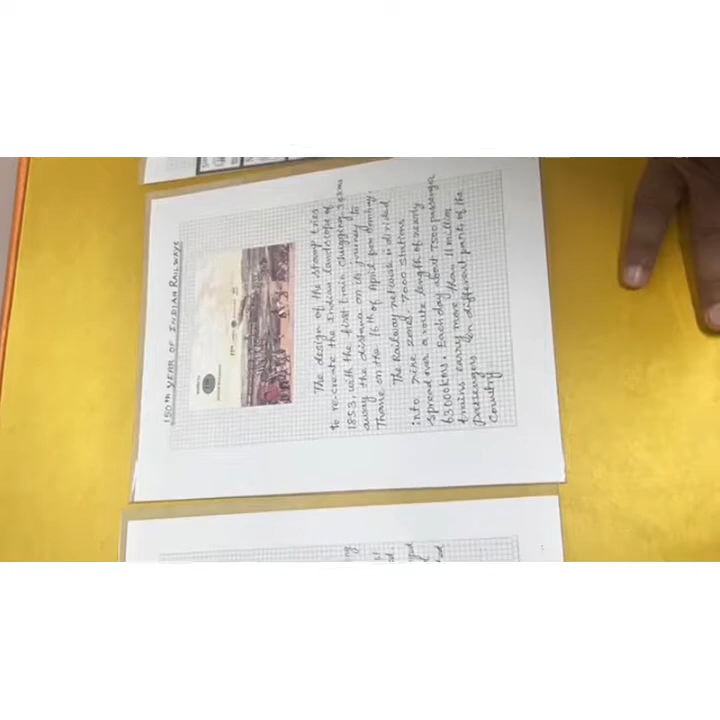 150TH YEAR OF INDIAN RAILWAYS
The design of the stamp tries
to re-create the Indian landscape of
1853, with the first train chugging 34kms
away the distance on its journey to
Thane on the 16th of April from Bombay.
The Railway network is divided
into nine zones- 7000 stations
spread over a route length of nearly
63000kms. Each day about 7500 passenger
trains carry more than 11 million
passengers in different parts of the
country